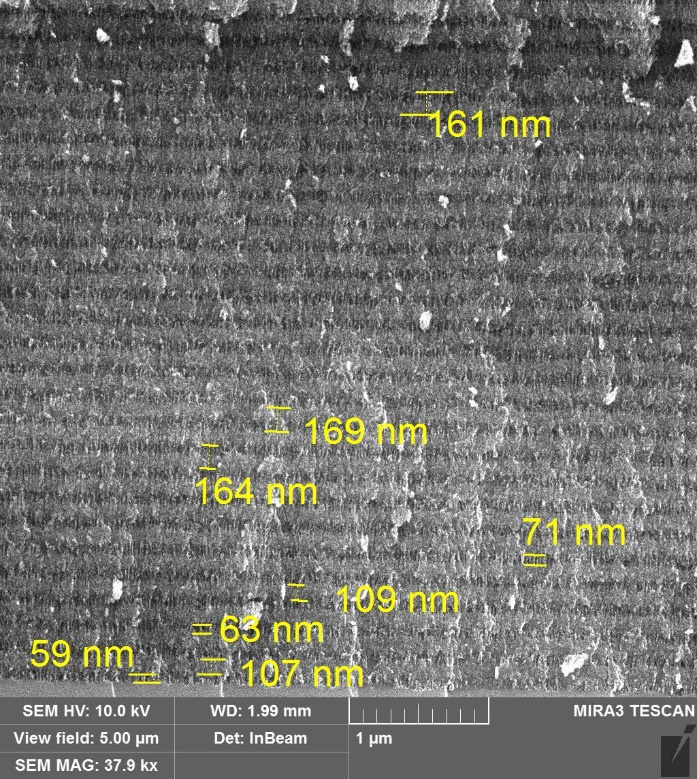 161 nm
169 nm
164 nm
71 nm
109 nm
63 nm
59 nm
107 nm
SEM HV: 10.0 kV
WD: 1.99 mm
MIRA3 TESCAN
View field: 5.00 µm
Det: InBeam
1 µm
SEM MAG: 37.9 kx